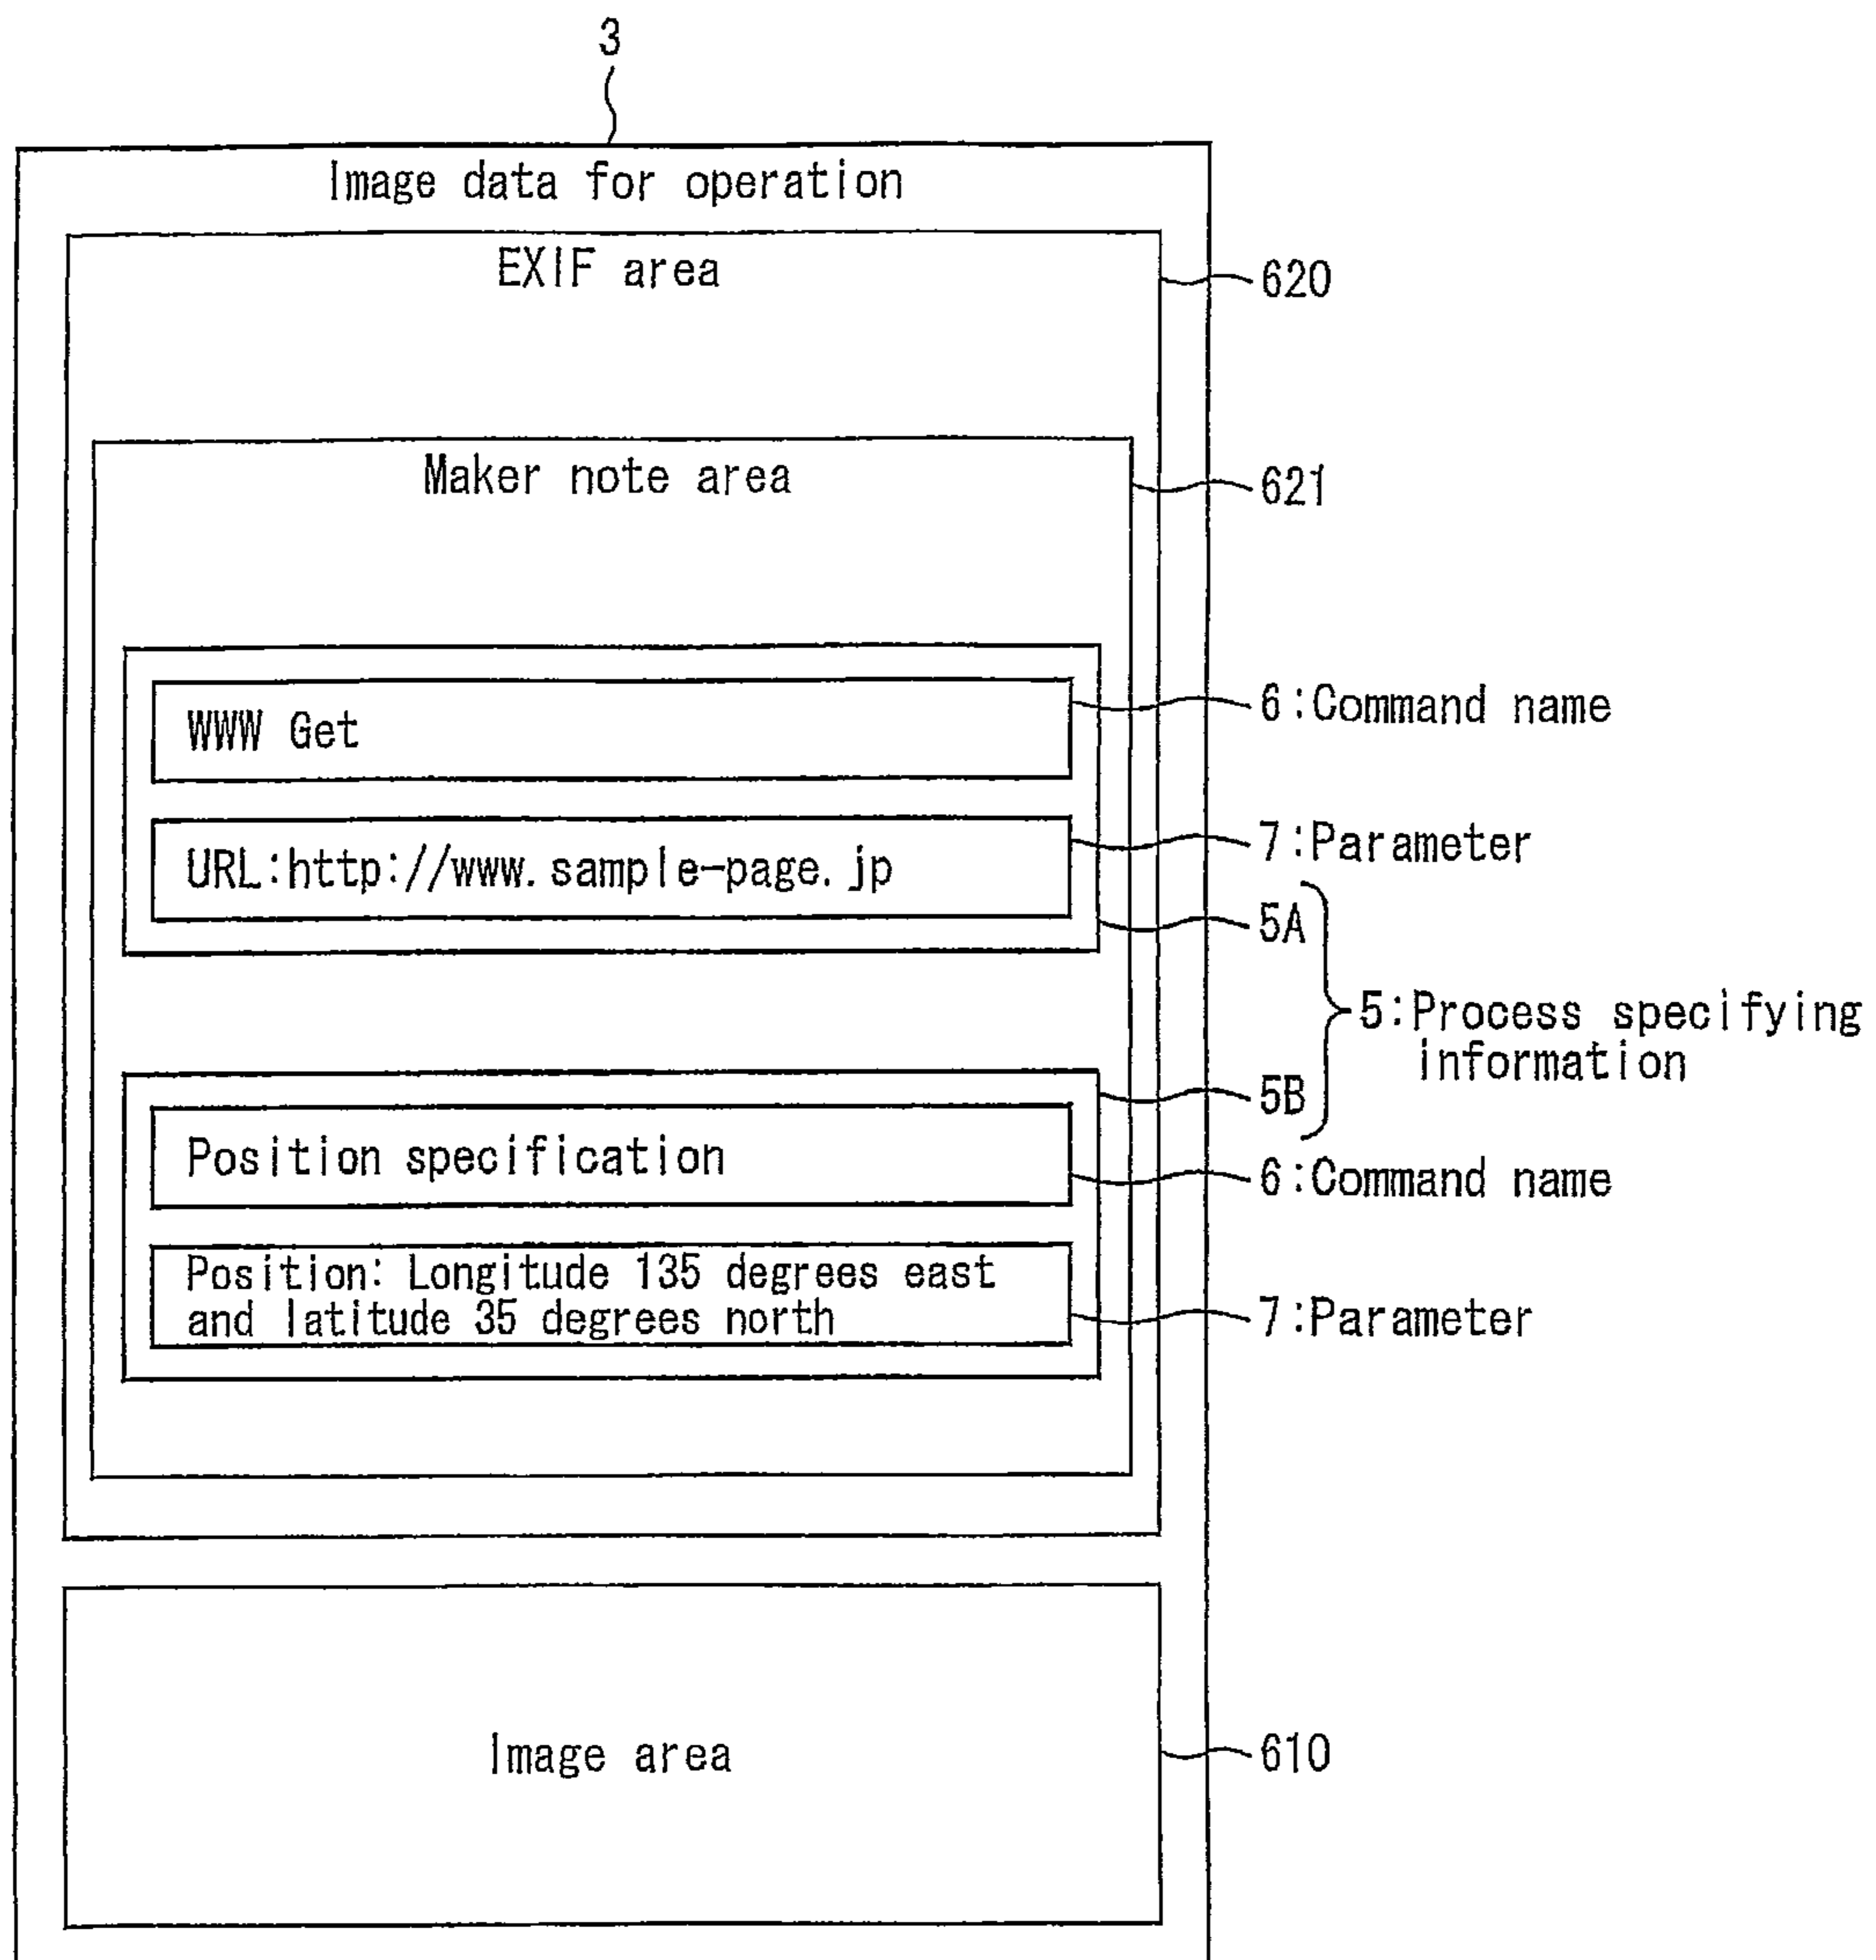 3
Image data for operation
EXIF area
620
Maker note area
621
WWW Get
6:Command name
URL:http://www.sample-page.jp
7:Parameter
5A
5:Process specifying
information
5B
Position specification
6:Command name
Position: Longitude 135 degrees east
and latitude 35 degrees north
7:Parameter
Image area
610